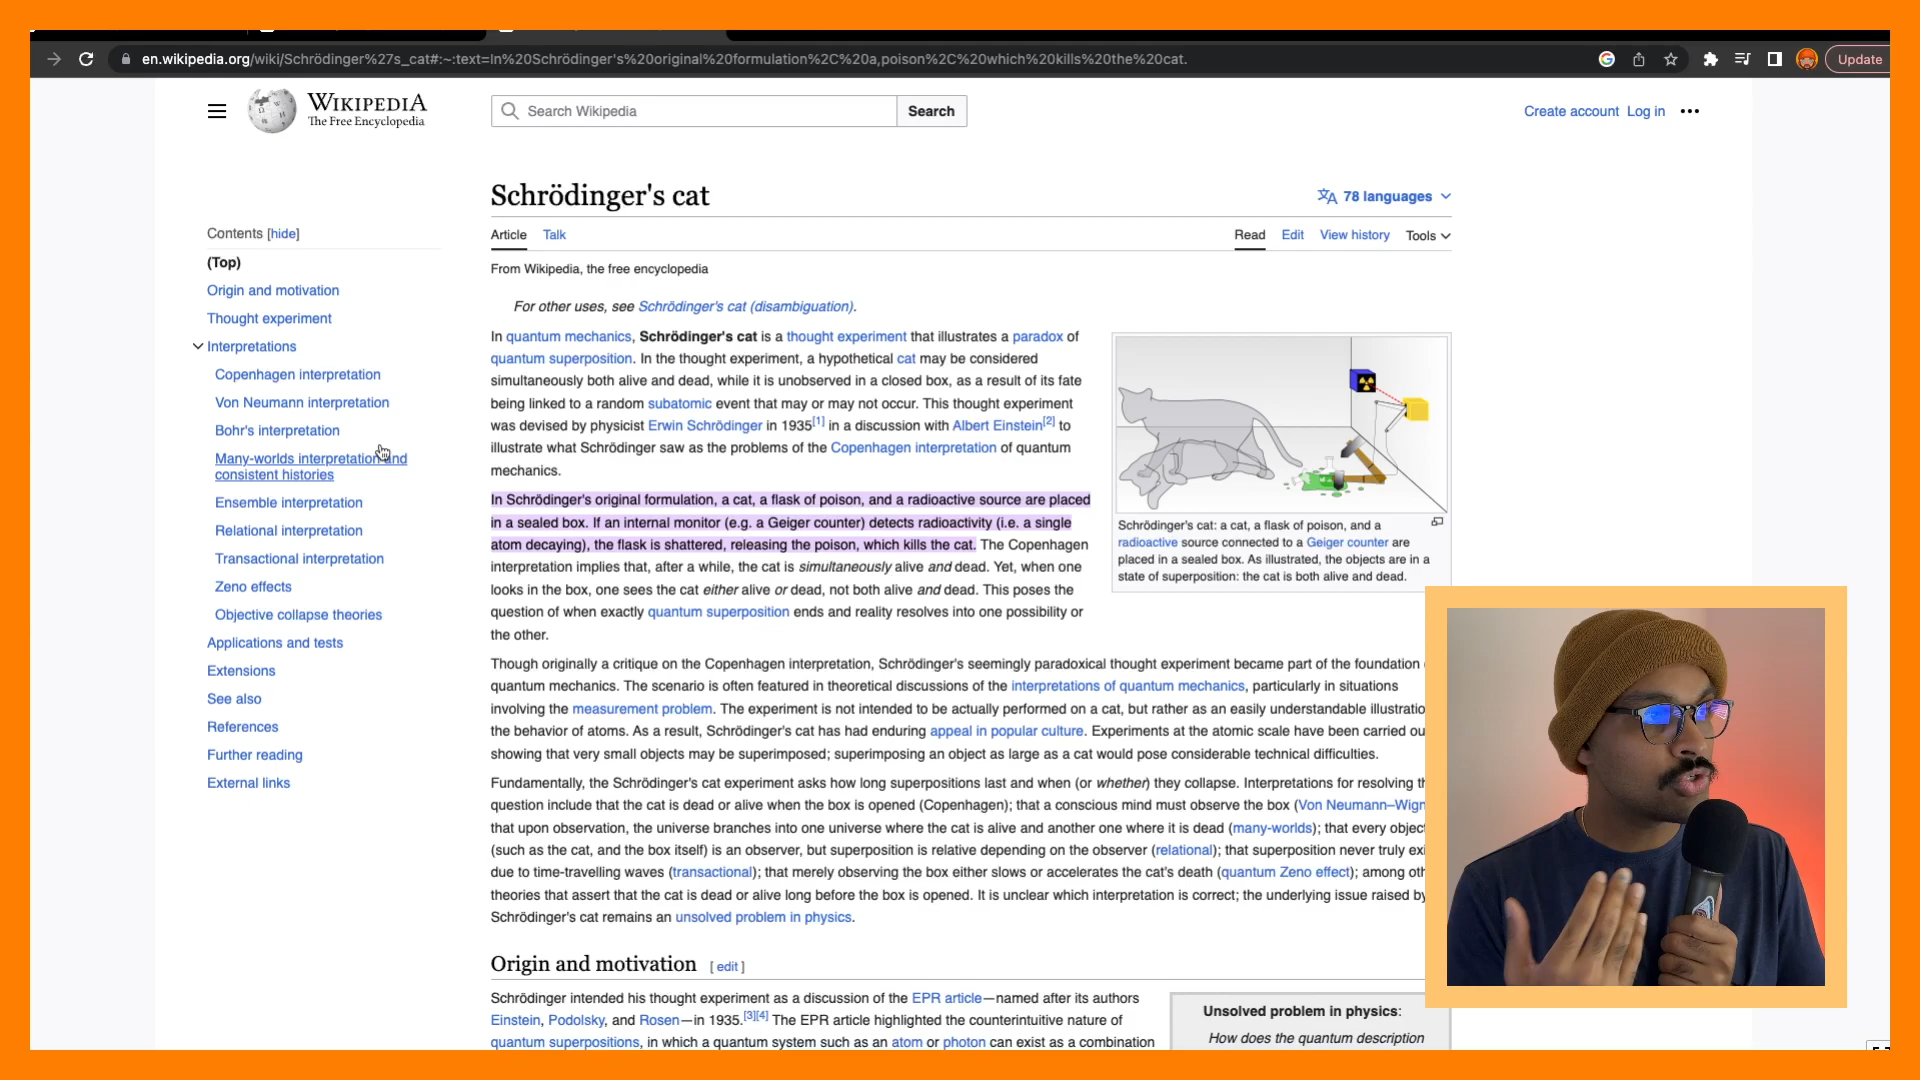 en.wikipedia.org/wiki/Schrödinger%27s_cat#:~:text=In%20Schrödinger's%20original%20formulation%2C%20a,poison%2C%20which%20kills%20the%20cat.
Update
WIKIPEDIA
The Free Encyclopedia
Search Wikipedia
Search
Create account Log in
Schrödinger's cat
78 languages
Article Talk
Read Edit View history Tools
From Wikipedia, the free encyclopedia
Contents [hide]
(Top)
Origin and motivation
Thought experiment
Interpretations
Copenhagen interpretation
Von Neumann interpretation
Bohr's interpretation
Many-worlds interpretation and
consistent histories
Ensemble interpretation
Relational interpretation
Transactional interpretation
Zeno effects
Objective collapse theories
Applications and tests
Extensions
See also
References
Further reading
External links
For other uses, see Schrödinger's cat (disambiguation).
In quantum mechanics, Schrödinger's cat is a thought experiment that illustrates a paradox of
quantum superposition. In the thought experiment, a hypothetical cat may be considered
simultaneously both alive and dead, while it is unobserved in a closed box, as a result of its fate
being linked to a random subatomic event that may or may not occur. This thought experiment
was devised by physicist Erwin Schrödinger in 1935[1] in a discussion with Albert Einstein[2] to
illustrate what Schrödinger saw as the problems of the Copenhagen interpretation of quantum
mechanics.
In Schrödinger's original formulation, a cat, a flask of poison, and a radioactive source are placed
in a sealed box. If an internal monitor (e.g. a Geiger counter) detects radioactivity (i.e. a single
atom decaying), the flask is shattered, releasing the poison, which kills the cat. The Copenhagen
interpretation implies that, after a while, the cat is simultaneously alive and dead. Yet, when one
looks in the box, one sees the cat either alive or dead, not both alive and dead. This poses the
question of when exactly quantum superposition ends and reality resolves into one possibility or
the other.
Schrödinger's cat: a cat, a flask of poison, and a
radioactive source connected to a Geiger counter are
placed in a sealed box. As illustrated, the objects are in a
state of superposition: the cat is both alive and dead.
Though originally a critique on the Copenhagen interpretation, Schrödinger's seemingly paradoxical thought experiment became part of the foundation
quantum mechanics. The scenario is often featured in theoretical discussions of the interpretations of quantum mechanics, particularly in situations
involving the measurement problem. The experiment is not intended to be actually performed on a cat, but rather as an easily understandable illustratio
the behavior of atoms. As a result, Schrödinger's cat has had enduring appeal in popular culture. Experiments at the atomic scale have been carried ou
showing that very small objects may be superimposed; superimposing an object as large as a cat would pose considerable technical difficulties.
Fundamentally, the Schrödinger's cat experiment asks how long superpositions last and when (or whether) they collapse. Interpretations for resolving th
question include that the cat is dead or alive when the box is opened (Copenhagen); that a conscious mind must observe the box (Von Neumann–Wign
that upon observation, the universe branches into one universe where the cat is alive and another one where it is dead (many-worlds); that every objec
(such as the cat, and the box itself) is an observer, but superposition is relative depending on the observer (relational); that superposition never truly exi
due to time-travelling waves (transactional); that merely observing the box either slows or accelerates the cat's death (quantum Zeno effect); among oth
theories that assert that the cat is dead or alive long before the box is opened. It is unclear which interpretation is correct; the underlying issue raised by
Schrödinger's cat remains an unsolved problem in physics.
Origin and motivation [ edit ]
Schrödinger intended his thought experiment as a discussion of the EPR article—named after its authors
Einstein, Podolsky, and Rosen—in 1935.[3][4] The EPR article highlighted the counterintuitive nature of
quantum superpositions, in which a quantum system such as an atom or photon can exist as a combination
Unsolved problem in physics:
How does the quantum description